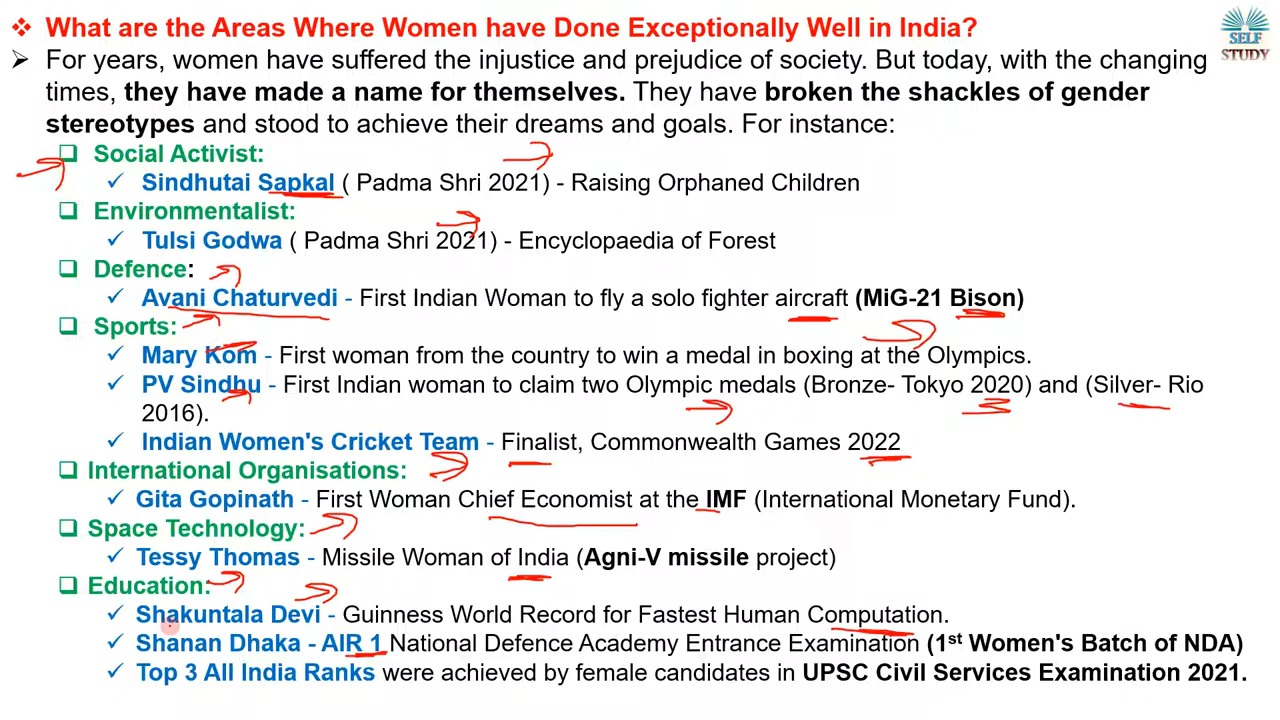 ❖ What are the Areas Where Women have Done Exceptionally Well in India?
SELF
STUDY
➢ For years, women have suffered the injustice and prejudice of society. But today, with the changing
times, they have made a name for themselves. They have broken the shackles of gender
stereotypes and stood to achieve their dreams and goals. For instance:
❑ Social Activist:
✓ Sindhutai Sapkal ( Padma Shri 2021) - Raising Orphaned Children
❑ Environmentalist:
✓ Tulsi Godwa ( Padma Shri 2021) - Encyclopaedia of Forest
❑ Defence:
✓ Avani Chaturvedi - First Indian Woman to fly a solo fighter aircraft (MiG-21 Bison)
❑ Sports:
✓ Mary Kom - First woman from the country to win a medal in boxing at the Olympics.
✓ PV Sindhu - First Indian woman to claim two Olympic medals (Bronze- Tokyo 2020) and (Silver- Rio
2016).
✓ Indian Women's Cricket Team - Finalist, Commonwealth Games 2022
❑ International Organisations:
✓ Gita Gopinath - First Woman Chief Economist at the IMF (International Monetary Fund).
❑ Space Technology:
✓ Tessy Thomas - Missile Woman of India (Agni-V missile project)
❑ Education:
✓ Shakuntala Devi - Guinness World Record for Fastest Human Computation.
✓ Shanan Dhaka - AIR 1 National Defence Academy Entrance Examination (1st Women's Batch of NDA)
✓ Top 3 All India Ranks were achieved by female candidates in UPSC Civil Services Examination 2021.